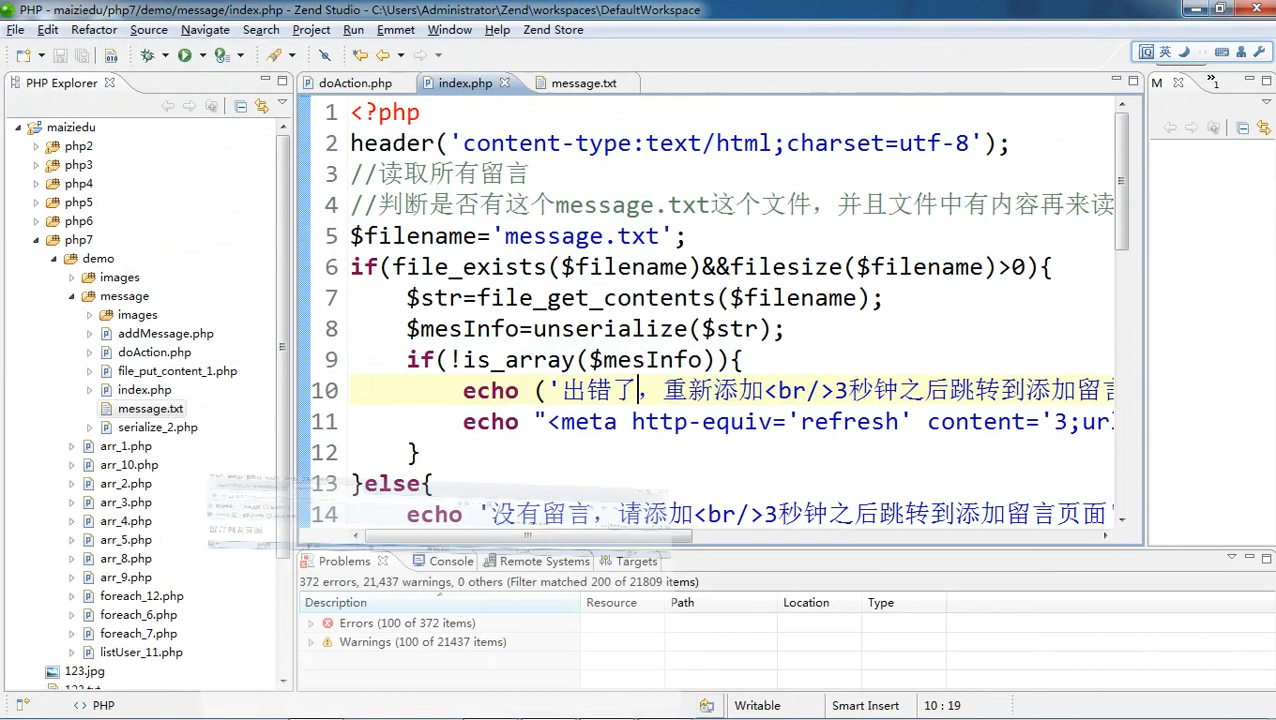 PHP - maiziedu/php7/demo/message/index.php - Zend Studio - C:\Users\Administrator\Zend\workspaces\DefaultWorkspace
File Edit Refactor Source Navigate Search Project Run Emmet Window Help Zend Store
英
PHP Explorer
doAction.php index.php message.txt
M
»1
maiziedu
php2
php3
php4
php5
php6
php7
demo
images
message
images
addMessage.php
doAction.php
file_put_content_1.php
index.php
message.txt
serialize_2.php
arr_1.php
arr_10.php
arr_2.php
arr_3.php
arr_4.php
arr_5.php
arr_8.php
arr_9.php
foreach_12.php
foreach_6.php
foreach_7.php
listUser_11.php
123.jpg
1 <?php
2 header('content-type:text/html;charset=utf-8');
3 //读取所有留言
4 //判断是否有这个message.txt这个文件，并且文件中有内容再来读
5 $filename='message.txt';
6 if(file_exists($filename)&&filesize($filename)>0){
7 $str=file_get_contents($filename);
8 $mesInfo=unserialize($str);
9 if(!is_array($mesInfo)){
10 echo ('出错了，重新添加<br/>3秒钟之后跳转到添加留言
11 echo "<meta http-equiv='refresh' content='3;url
12 }
13 }else{
14 echo '没有留言，请添加<br/>3秒钟之后跳转到添加留言页面'
留言列表页面
Problems Console Remote Systems Targets
372 errors, 21,437 warnings, 0 others (Filter matched 200 of 21809 items)
Description Resource Path Location Type
Errors (100 of 372 items)
Warnings (100 of 21437 items)
PHP
Writable Smart Insert 10 : 19